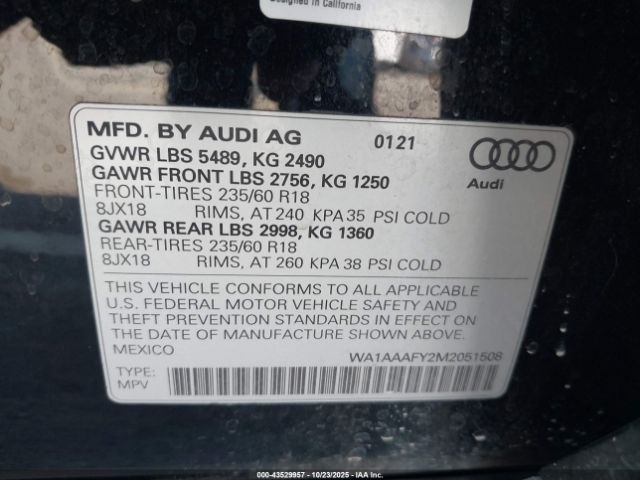 Designed in California
MFD. BY AUDI AG 01 21
GVWR LBS 5489, KG 2490
GAWR FRONT LBS 2756, KG 1250
FRONT-TIRES 235/60 R18
8JX18 RIMS, AT 240 KPA 35 PSI COLD
GAWR REAR LBS 2998, KG 1360
REAR-TIRES 235/60 R18
8JX18 RIMS, AT 260 KPA 38 PSI COLD
Audi
THIS VEHICLE CONFORMS TO ALL APPLICABLE
U.S. FEDERAL MOTOR VEHICLE SAFETY AND
THEFT PREVENTION STANDARDS IN EFFECT ON
THE DATE OF MANUFACTURE SHOWN ABOVE.
MEXICO
WA1AAAFY2M2051508
TYPE:
MPV
000-43529957 - 10/23/2025 - IAA Inc.